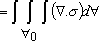 = ∫ ∫ ∫ (∇.σ)d∀
∀0